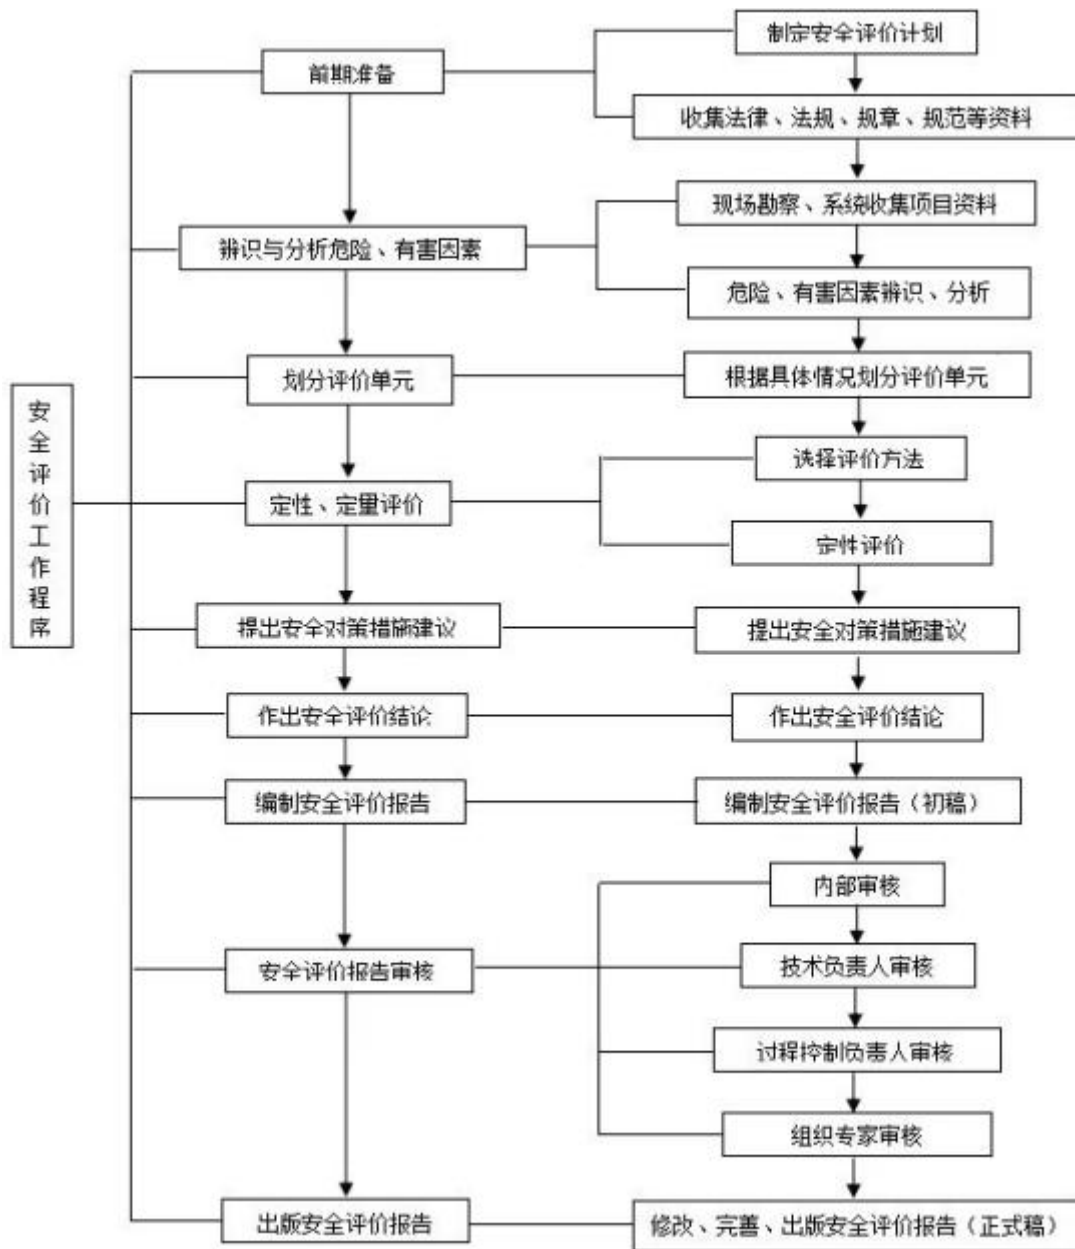 安全评价工作程序
前期准备
制定安全评价计划
收集法律、法规、规章、规范等资料
辨识与分析危险、有害因素
现场勘察、系统收集项目资料
危险、有害因素辨识、分析
划分评价单元
根据具体情况划分评价单元
定性、定量评价
选择评价方法
定性评价
提出安全对策措施建议
提出安全对策措施建议
作出安全评价结论
作出安全评价结论
编制安全评价报告
编制安全评价报告（初稿）
安全评价报告审核
内部审核
技术负责人审核
过程控制负责人审核
组织专家审核
出版安全评价报告
修改、完善、出版安全评价报告（正式稿）